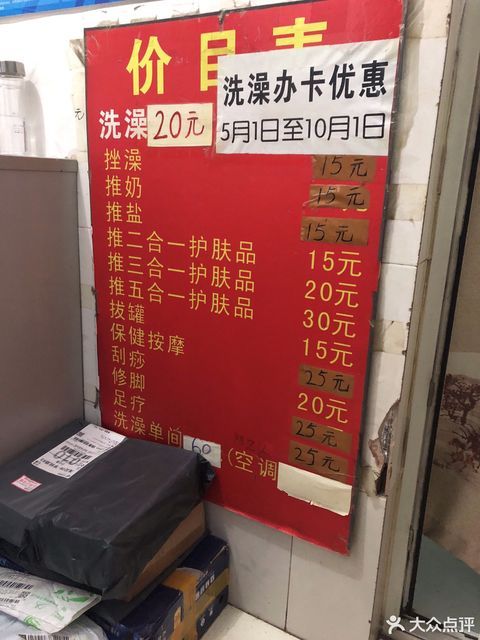 价目表
洗澡办卡优惠
5月1日至10月1日
洗澡 20元
挫澡 15元
推奶 15元
推盐 15元
推二合一护肤品 15元
推三合一护肤品 20元
推五合一护肤品 30元
拔罐 15元
保健按摩 25元
刮痧 20元
修脚 25元
足疗 25元
洗澡单间 60 (空调
大众点评